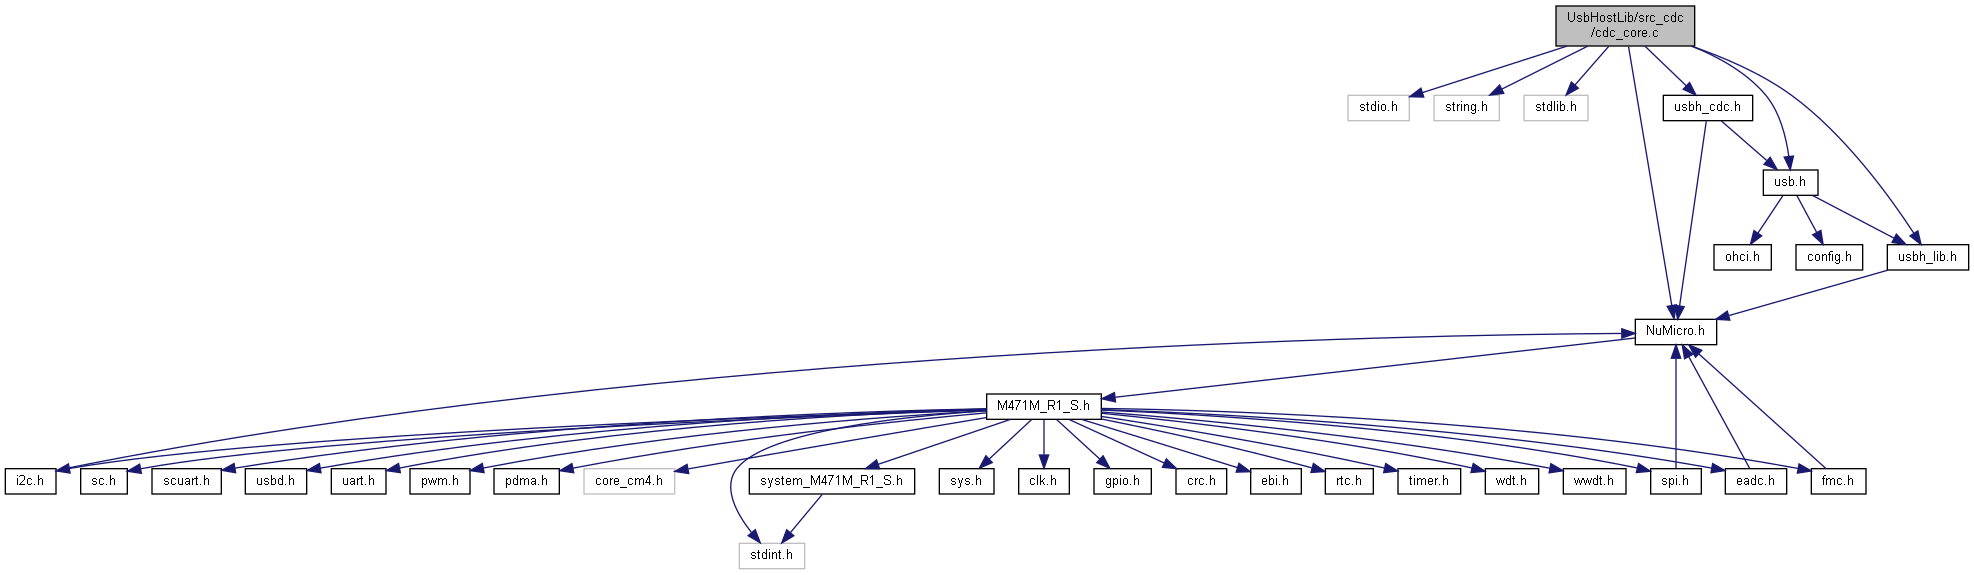 UsbHostLib/src_cdc
/cdc_core.c
stdio.h
string.h
stdlib.h
usbh_cdc.h
usb.h
ohci.h
config.h
usbh_lib.h
NuMicro.h
M471M_R1_S.h
i2c.h
sc.h
scuart.h
usbd.h
uart.h
pwm.h
pdma.h
core_cm4.h
system_M471M_R1_S.h
sys.h
clk.h
gpio.h
crc.h
ebi.h
rtc.h
timer.h
wdt.h
wwdt.h
spi.h
eadc.h
fmc.h
stdint.h